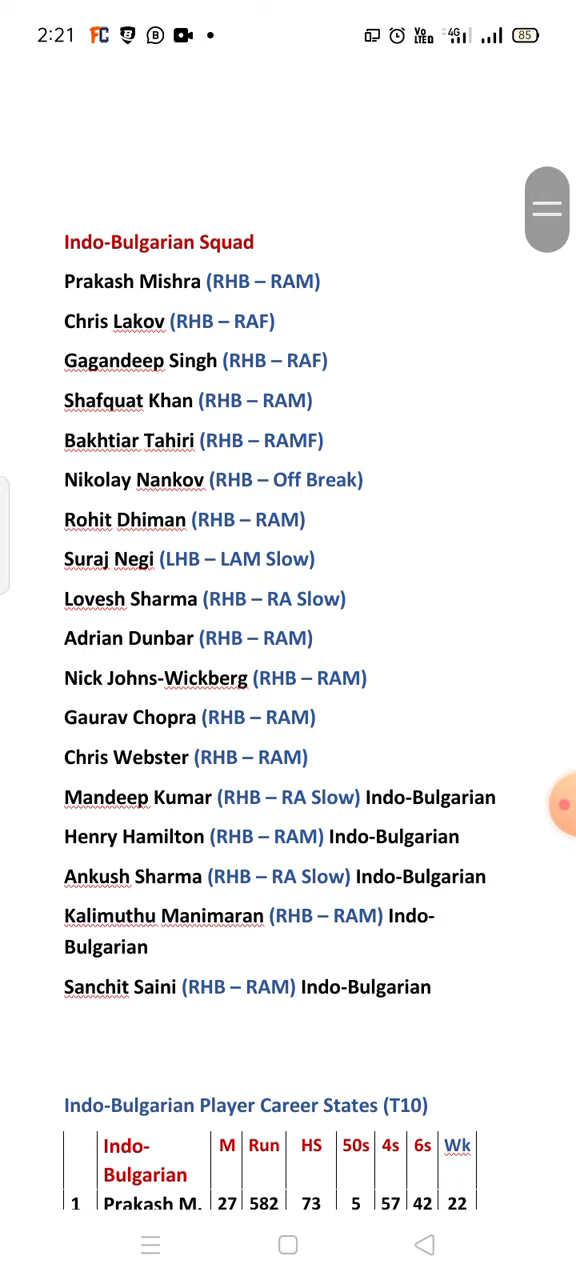 2:21 FC B Vo LTED 4G 85
Indo-Bulgarian Squad
Prakash Mishra (RHB – RAM)
Chris Lakov (RHB – RAF)
Gagandeep Singh (RHB – RAF)
Shafquat Khan (RHB – RAM)
Bakhtiar Tahiri (RHB – RAMF)
Nikolay Nankov (RHB – Off Break)
Rohit Dhiman (RHB – RAM)
Suraj Negi (LHB – LAM Slow)
Lovesh Sharma (RHB – RA Slow)
Adrian Dunbar (RHB – RAM)
Nick Johns-Wickberg (RHB – RAM)
Gaurav Chopra (RHB – RAM)
Chris Webster (RHB – RAM)
Mandeep Kumar (RHB – RA Slow) Indo-Bulgarian
Henry Hamilton (RHB – RAM) Indo-Bulgarian
Ankush Sharma (RHB – RA Slow) Indo-Bulgarian
Kalimuthu Manimaran (RHB – RAM) Indo-
Bulgarian
Sanchit Saini (RHB – RAM) Indo-Bulgarian
Indo-Bulgarian Player Career States (T10)
Indo- M Run HS 50s 4s 6s Wk
Bulgarian
1 Prakash M. 27 582 73 5 57 42 22